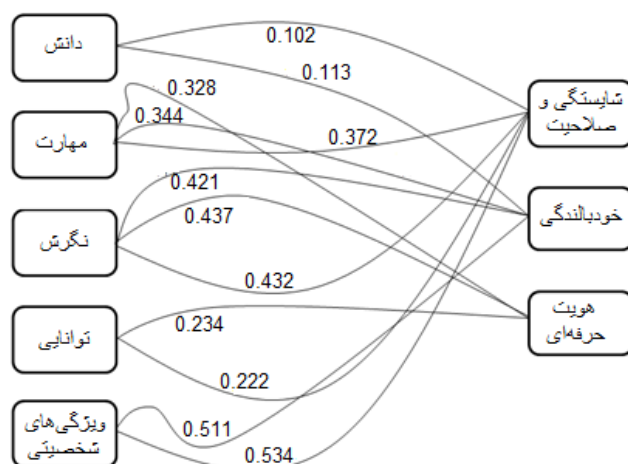 دانش
مهارت
نگرش
توانایی
ویژگی‌های
شخصیتی
0.102
0.113
0.328
0.344
0.372
0.421
0.437
0.432
0.234
0.222
0.511
0.534
شایستگی و
صلاحیت
خودبالندگی
هویت
حرفه‌ای